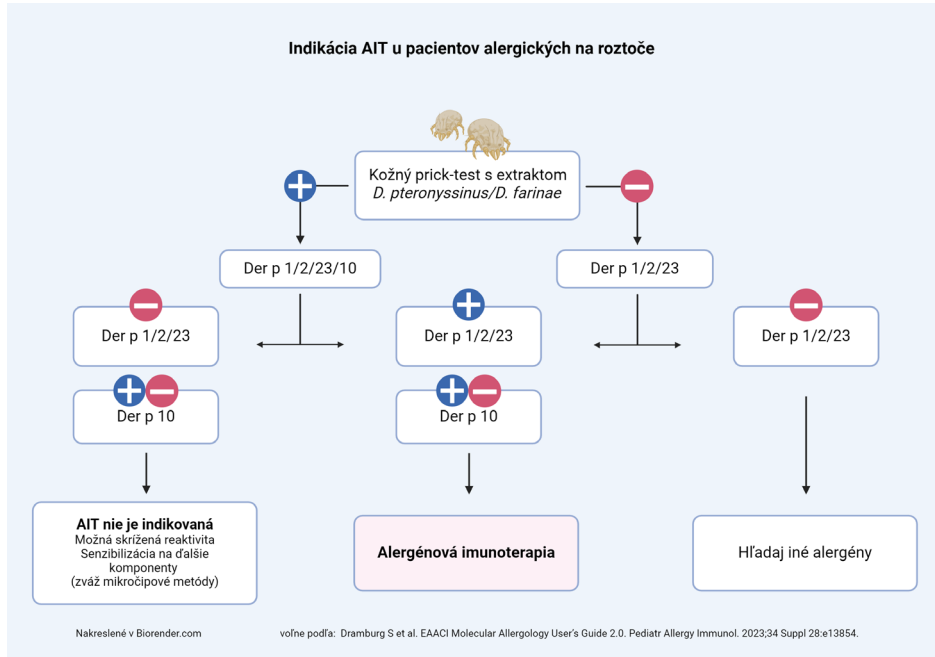 Indikácia AIT u pacientov alergických na roztoče
Kožný prick-test s extraktom
D. pteronyssinus/D. farinae
Der p 1/2/23/10
Der p 1/2/23
Der p 1/2/23
Der p 1/2/23
Der p 1/2/23
Der p 10
Der p 10
AIT nie je indikovaná
Možná skrížená reaktivita
Senzibilizácia na ďalšie
komponenty
(zváž mikročipové metódy)
Alergénová imunoterapia
Hľadaj iné alergény
Nakreslené v Biorender.com
voľne podľa: Dramburg S et al. EAACI Molecular Allergology User's Guide 2.0. Pediatr Allergy Immunol. 2023;34 Suppl 28:e13854.